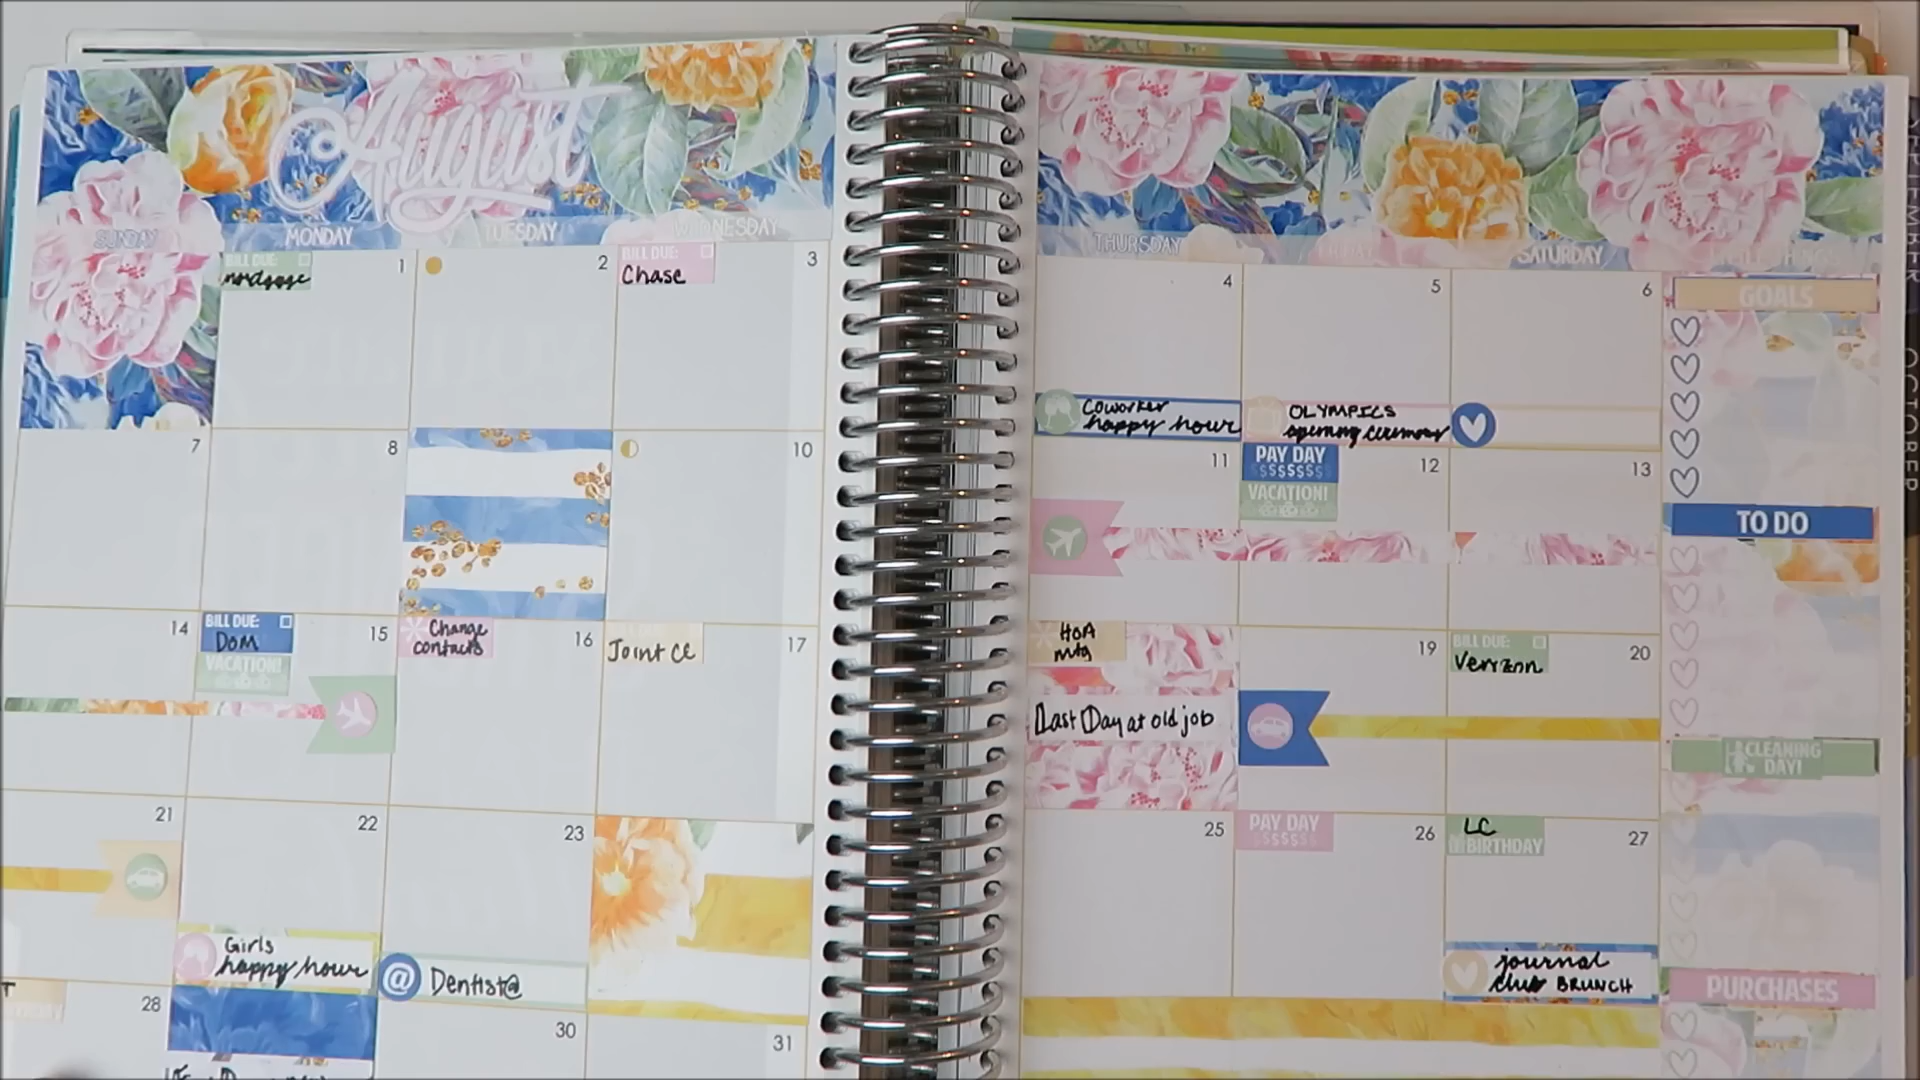 August
SUNDAY
MONDAY
TUESDAY
WEDNESDAY
THURSDAY
FRIDAY
SATURDAY
BILL DUE:
mortgage
1
2
BILL DUE:
Chase
3
4
Coworker
happy hour
5
OLYMPICS
opening ceremony
6
GOALS
7
8
10
11
PAY DAY
$$$$$$$
VACATION!
12
13
TO DO
14
BILL DUE:
DOM
VACATION!
15
Change
contacts
16
Joint CC
17
HOA
mtg
Last Day at old job
19
BILL DUE:
Verizon
20
CLEANING
DAY!
21
22
Girls
happy hour
23
@ Dentist@
25
PAY DAY
$$$$$$
26
LC
BIRTHDAY
27
journal
club BRUNCH
PURCHASES
28
30
31
OCTOBER